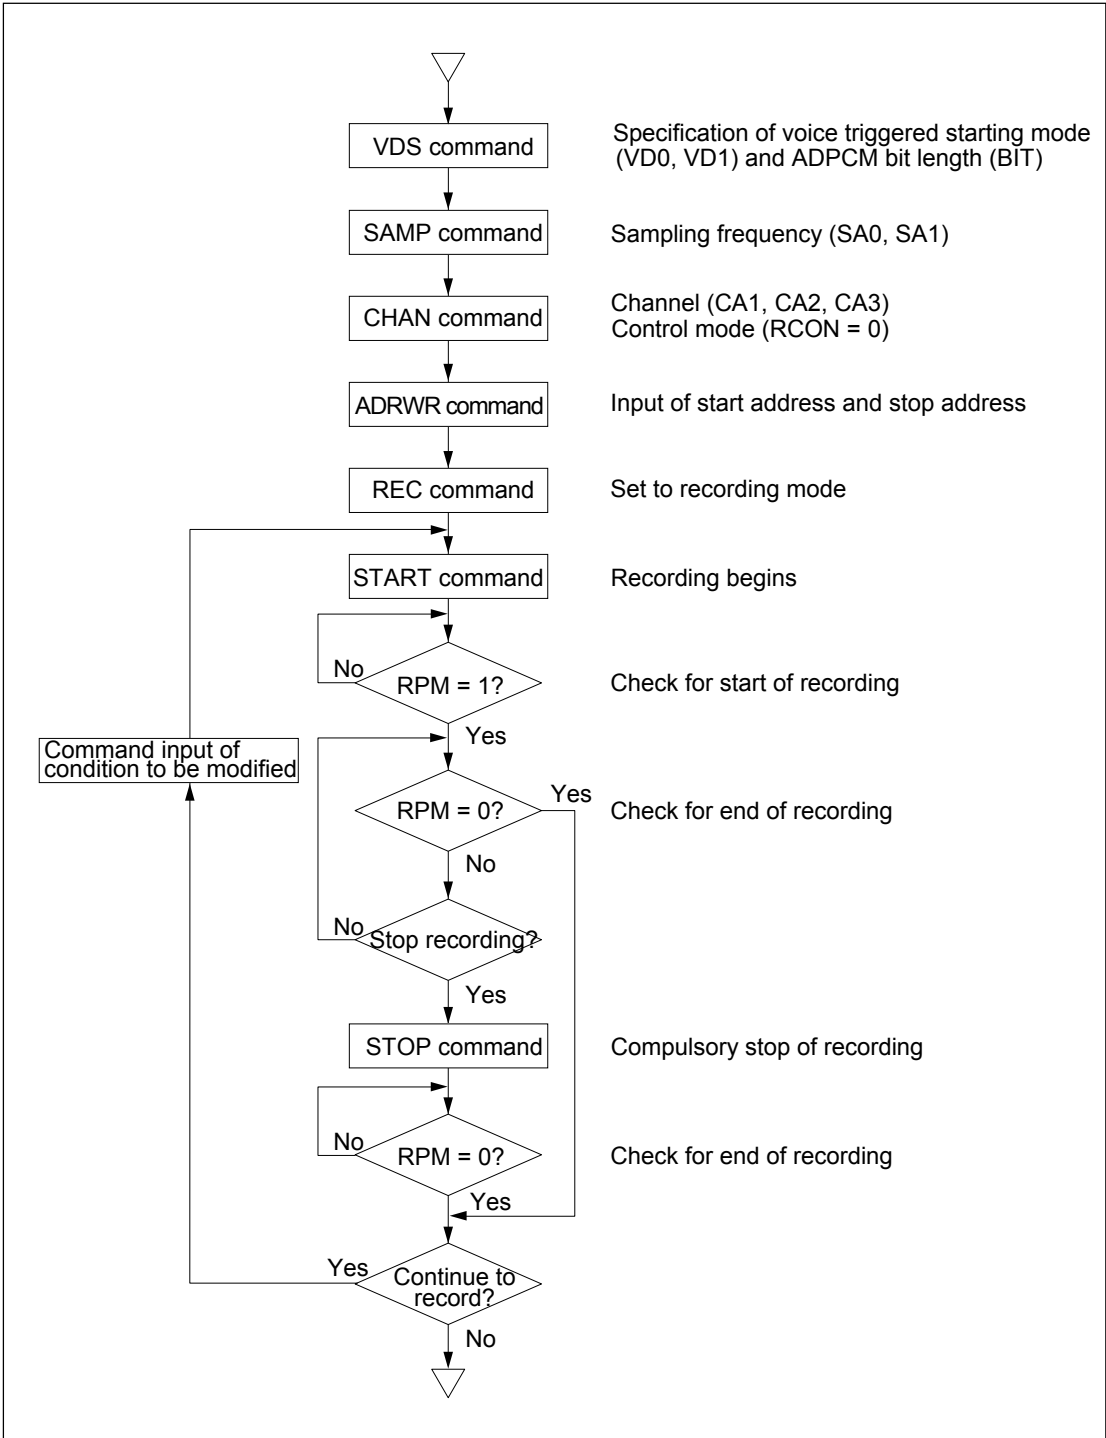 VDS command
Specification of voice triggered starting mode
(VD0, VD1) and ADPCM bit length (BIT)
SAMP command
Sampling frequency (SA0, SA1)
CHAN command
Channel (CA1, CA2, CA3)
Control mode (RCON = 0)
ADRWR command
Input of start address and stop address
REC command
Set to recording mode
START command
Recording begins
No
RPM = 1?
Check for start of recording
Yes
Command input of
condition to be modified
RPM = 0?
Yes
Check for end of recording
No
No
Stop recording?
Yes
STOP command
Compulsory stop of recording
No
RPM = 0?
Check for end of recording
Yes
Yes
Continue to
record?
No